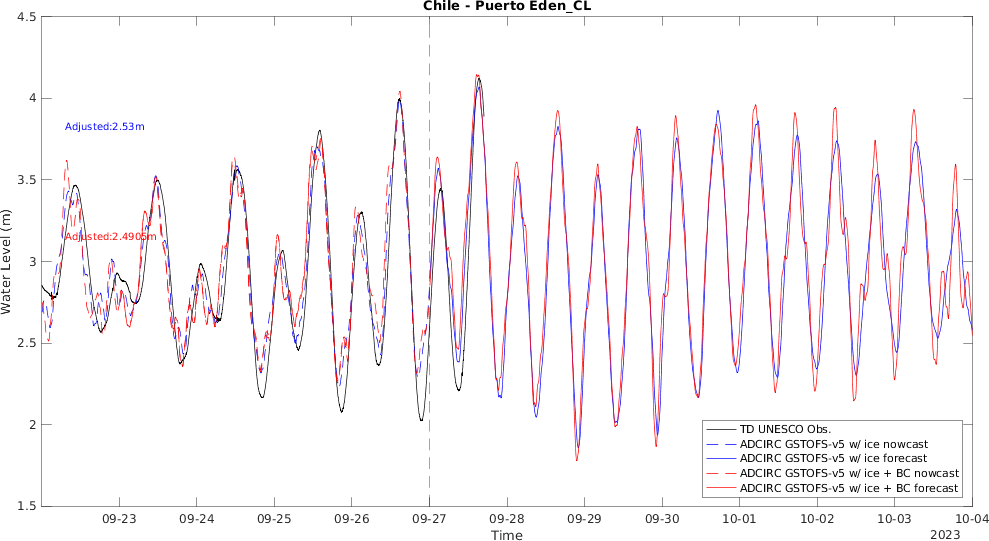 Chile - Puerto Eden_CL
4.5
4
3.5
3
2.5
2
1.5
Water Level (m)
Adjusted:2.53m
Adjusted:2.4905m
TD UNESCO Obs.
ADCIRC GSTOFS-v5 w/ ice nowcast
ADCIRC GSTOFS-v5 w/ ice forecast
ADCIRC GSTOFS-v5 w/ ice + BC nowcast
ADCIRC GSTOFS-v5 w/ ice + BC forecast
09-23 09-24 09-25 09-26 09-27 09-28 09-29 09-30 10-01 10-02 10-03 10-04
Time
2023